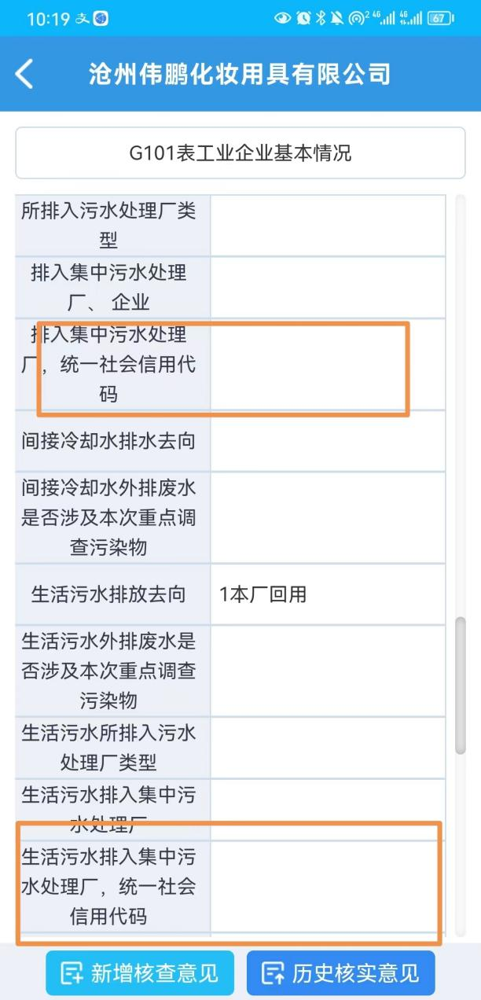 10:19
2 4G 4G 67
沧州伟鹏化妆用具有限公司
G101表工业企业基本情况
所排入污水处理厂类
型
排入集中污水处理
厂、企业
排入集中污水处理
厂，统一社会信用代
码
间接冷却水排水去向
间接冷却水外排废水
是否涉及本次重点调
查污染物
生活污水排放去向 1本厂回用
生活污水外排废水是
否涉及本次重点调查
污染物
生活污水所排入污水
处理厂类型
生活污水排入集中污
水处理厂
生活污水排入集中污
水处理厂，统一社会
信用代码
新增核查意见 历史核实意见